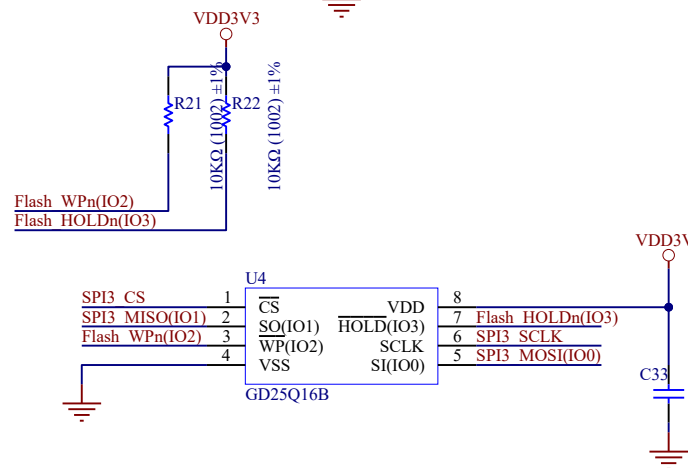 VDD3V3
R21
10KΩ (1002) ±1%
R22
10KΩ (1002) ±1%
Flash_WPn(IO2)
Flash_HOLDn(IO3)
VDD3V
U4
SPI3_CS
1
CS
VDD
8
SPI3_MISO(IO1)
2
SO(IO1)
HOLD(IO3)
7
Flash_HOLDn(IO3)
Flash_WPn(IO2)
3
WP(IO2)
SCLK
6
SPI3_SCLK
4
VSS
SI(IO0)
5
SPI3_MOSI(IO0)
GD25Q16B
C33